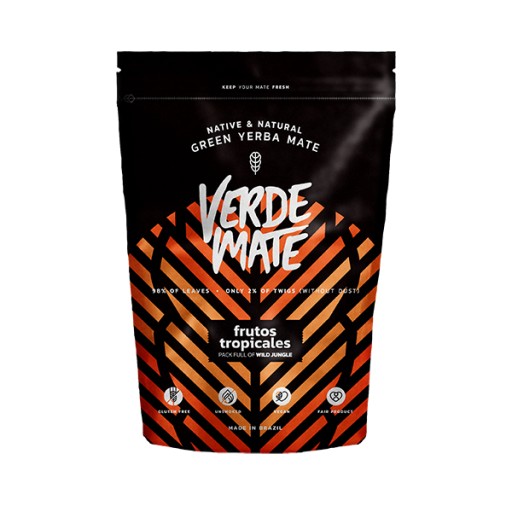 KEEP YOUR MATE FRESH
NATIVE & NATURAL
GREEN YERBA MATE
VERDE
MATE
98% OF LEAVES • ONLY 2% OF TWIGS (WITHOUT DUST)
frutos
tropicales
PACK FULL OF WILD JUNGLE
GLUTEN FREE
UNSMOKED
VEGAN
FAIR PRODUCT
MADE IN BRAZIL